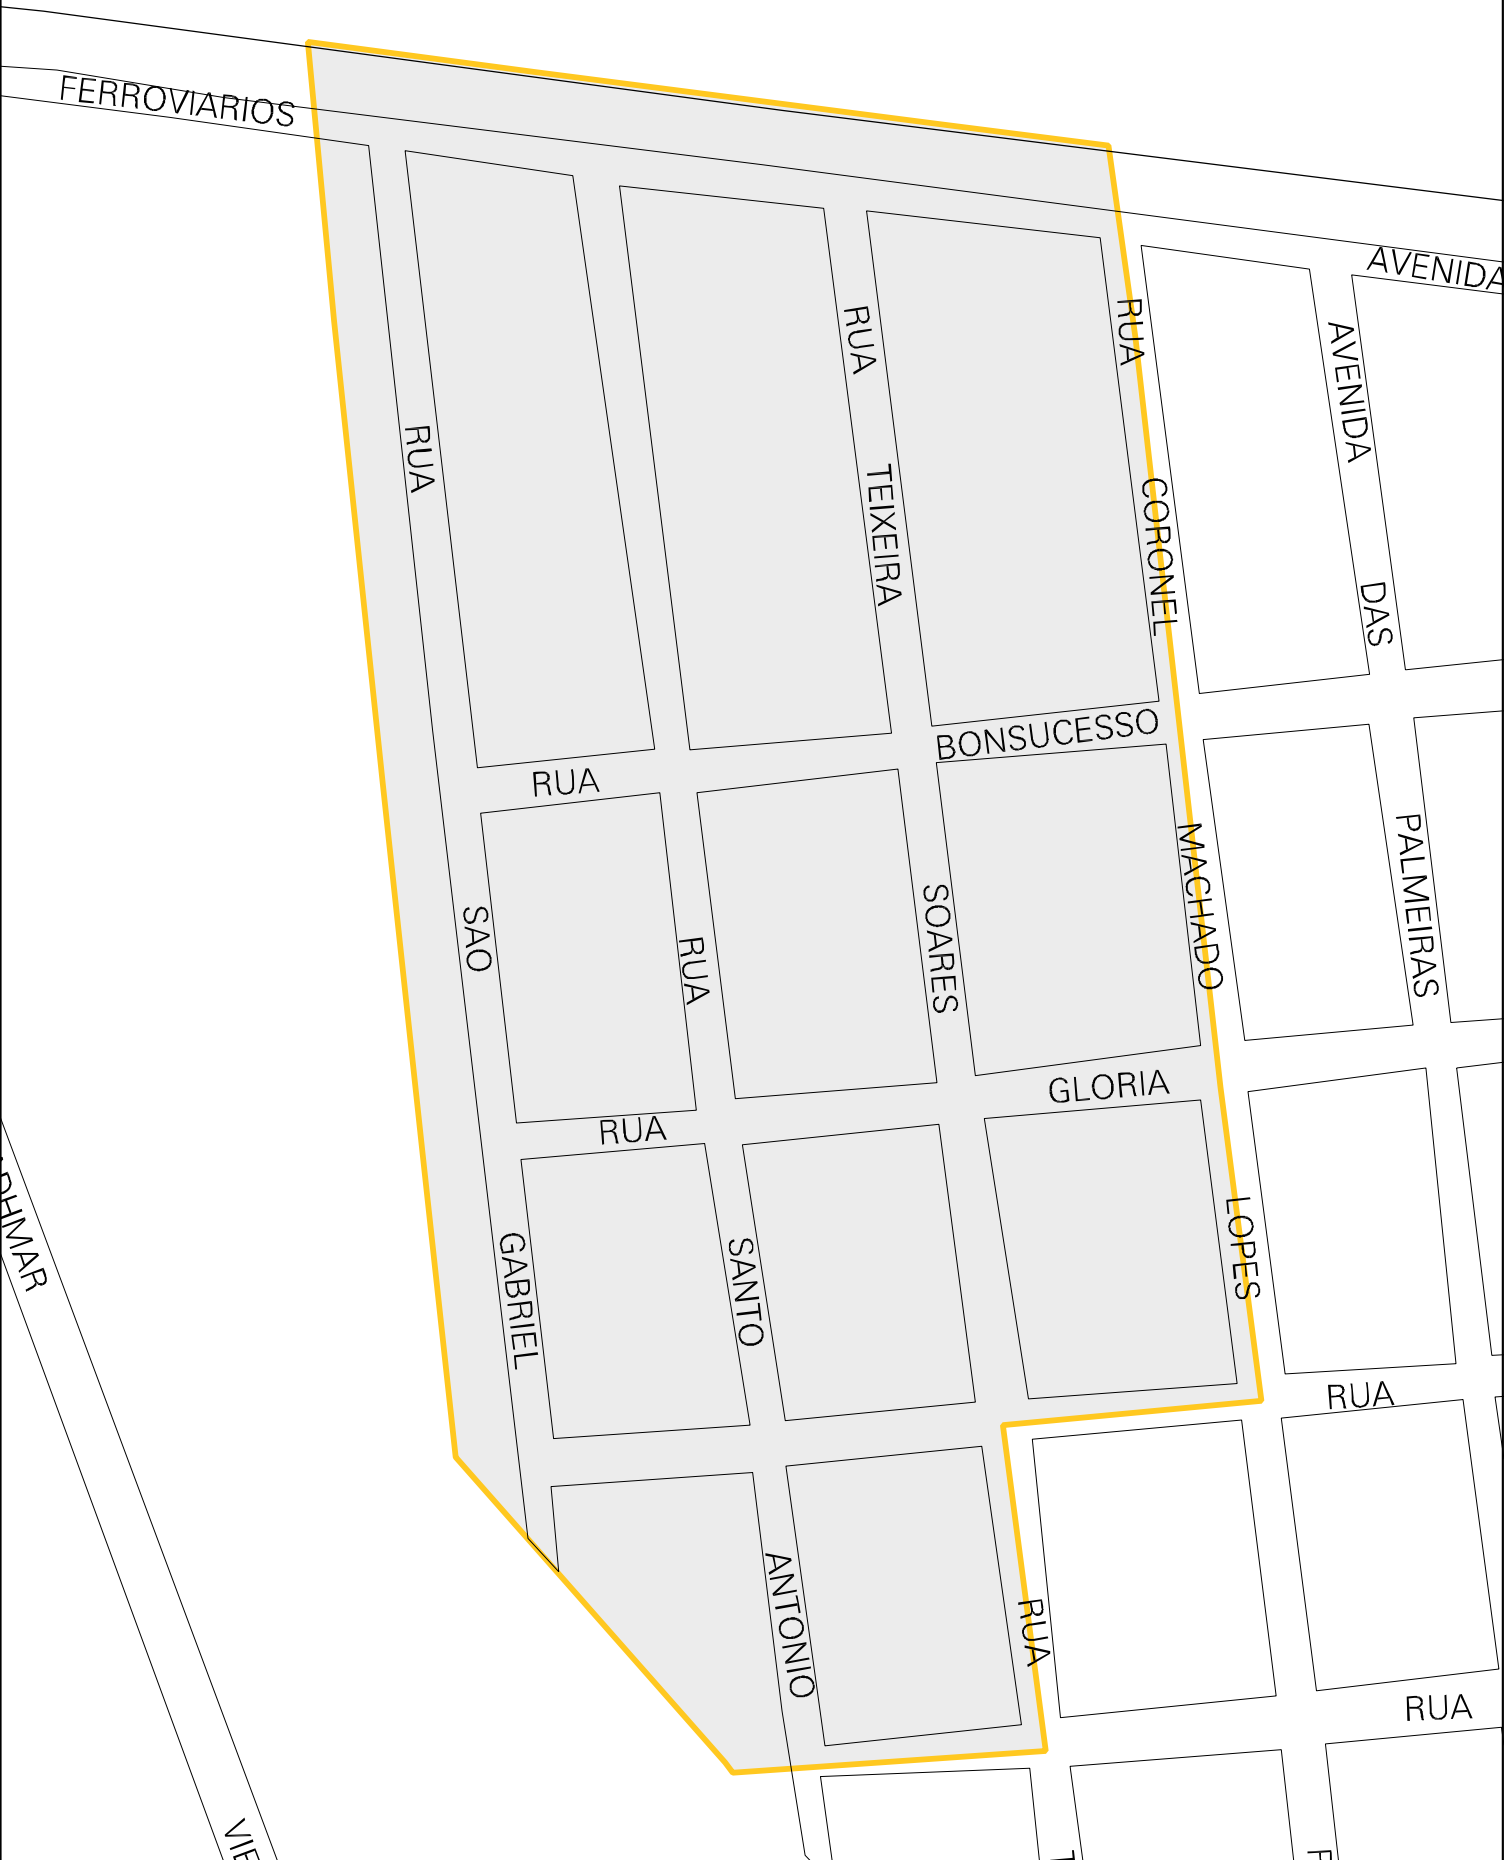 FERROVIARIOS
AVENIDA
RUA
RUA
AVENIDA
RUA
TEIXEIRA
CORONEL
DAS
BONSUCESSO
RUA
PALMEIRAS
MACHADO
SOARES
SAO
RUA
GLORIA
RUA
LOPES
GABRIEL
SANTO
RUA
ANTONIO
RUA
RUA